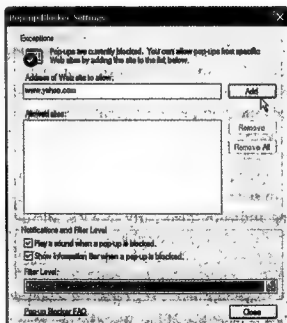 Pop-up Blocker Settings
Exceptions
Pop-ups are currently blocked. You can allow pop-ups from specific
Web sites by adding the site to the list below.
Address of Web site to allow:
www.yahoo.com
Add
Allowed sites:
Remove
Remove All
Notifications and Filter Level
Play a sound when a pop-up is blocked.
Show Information Bar when a pop-up is blocked.
Filter Level:
Pop-up Blocker FAQ
Close